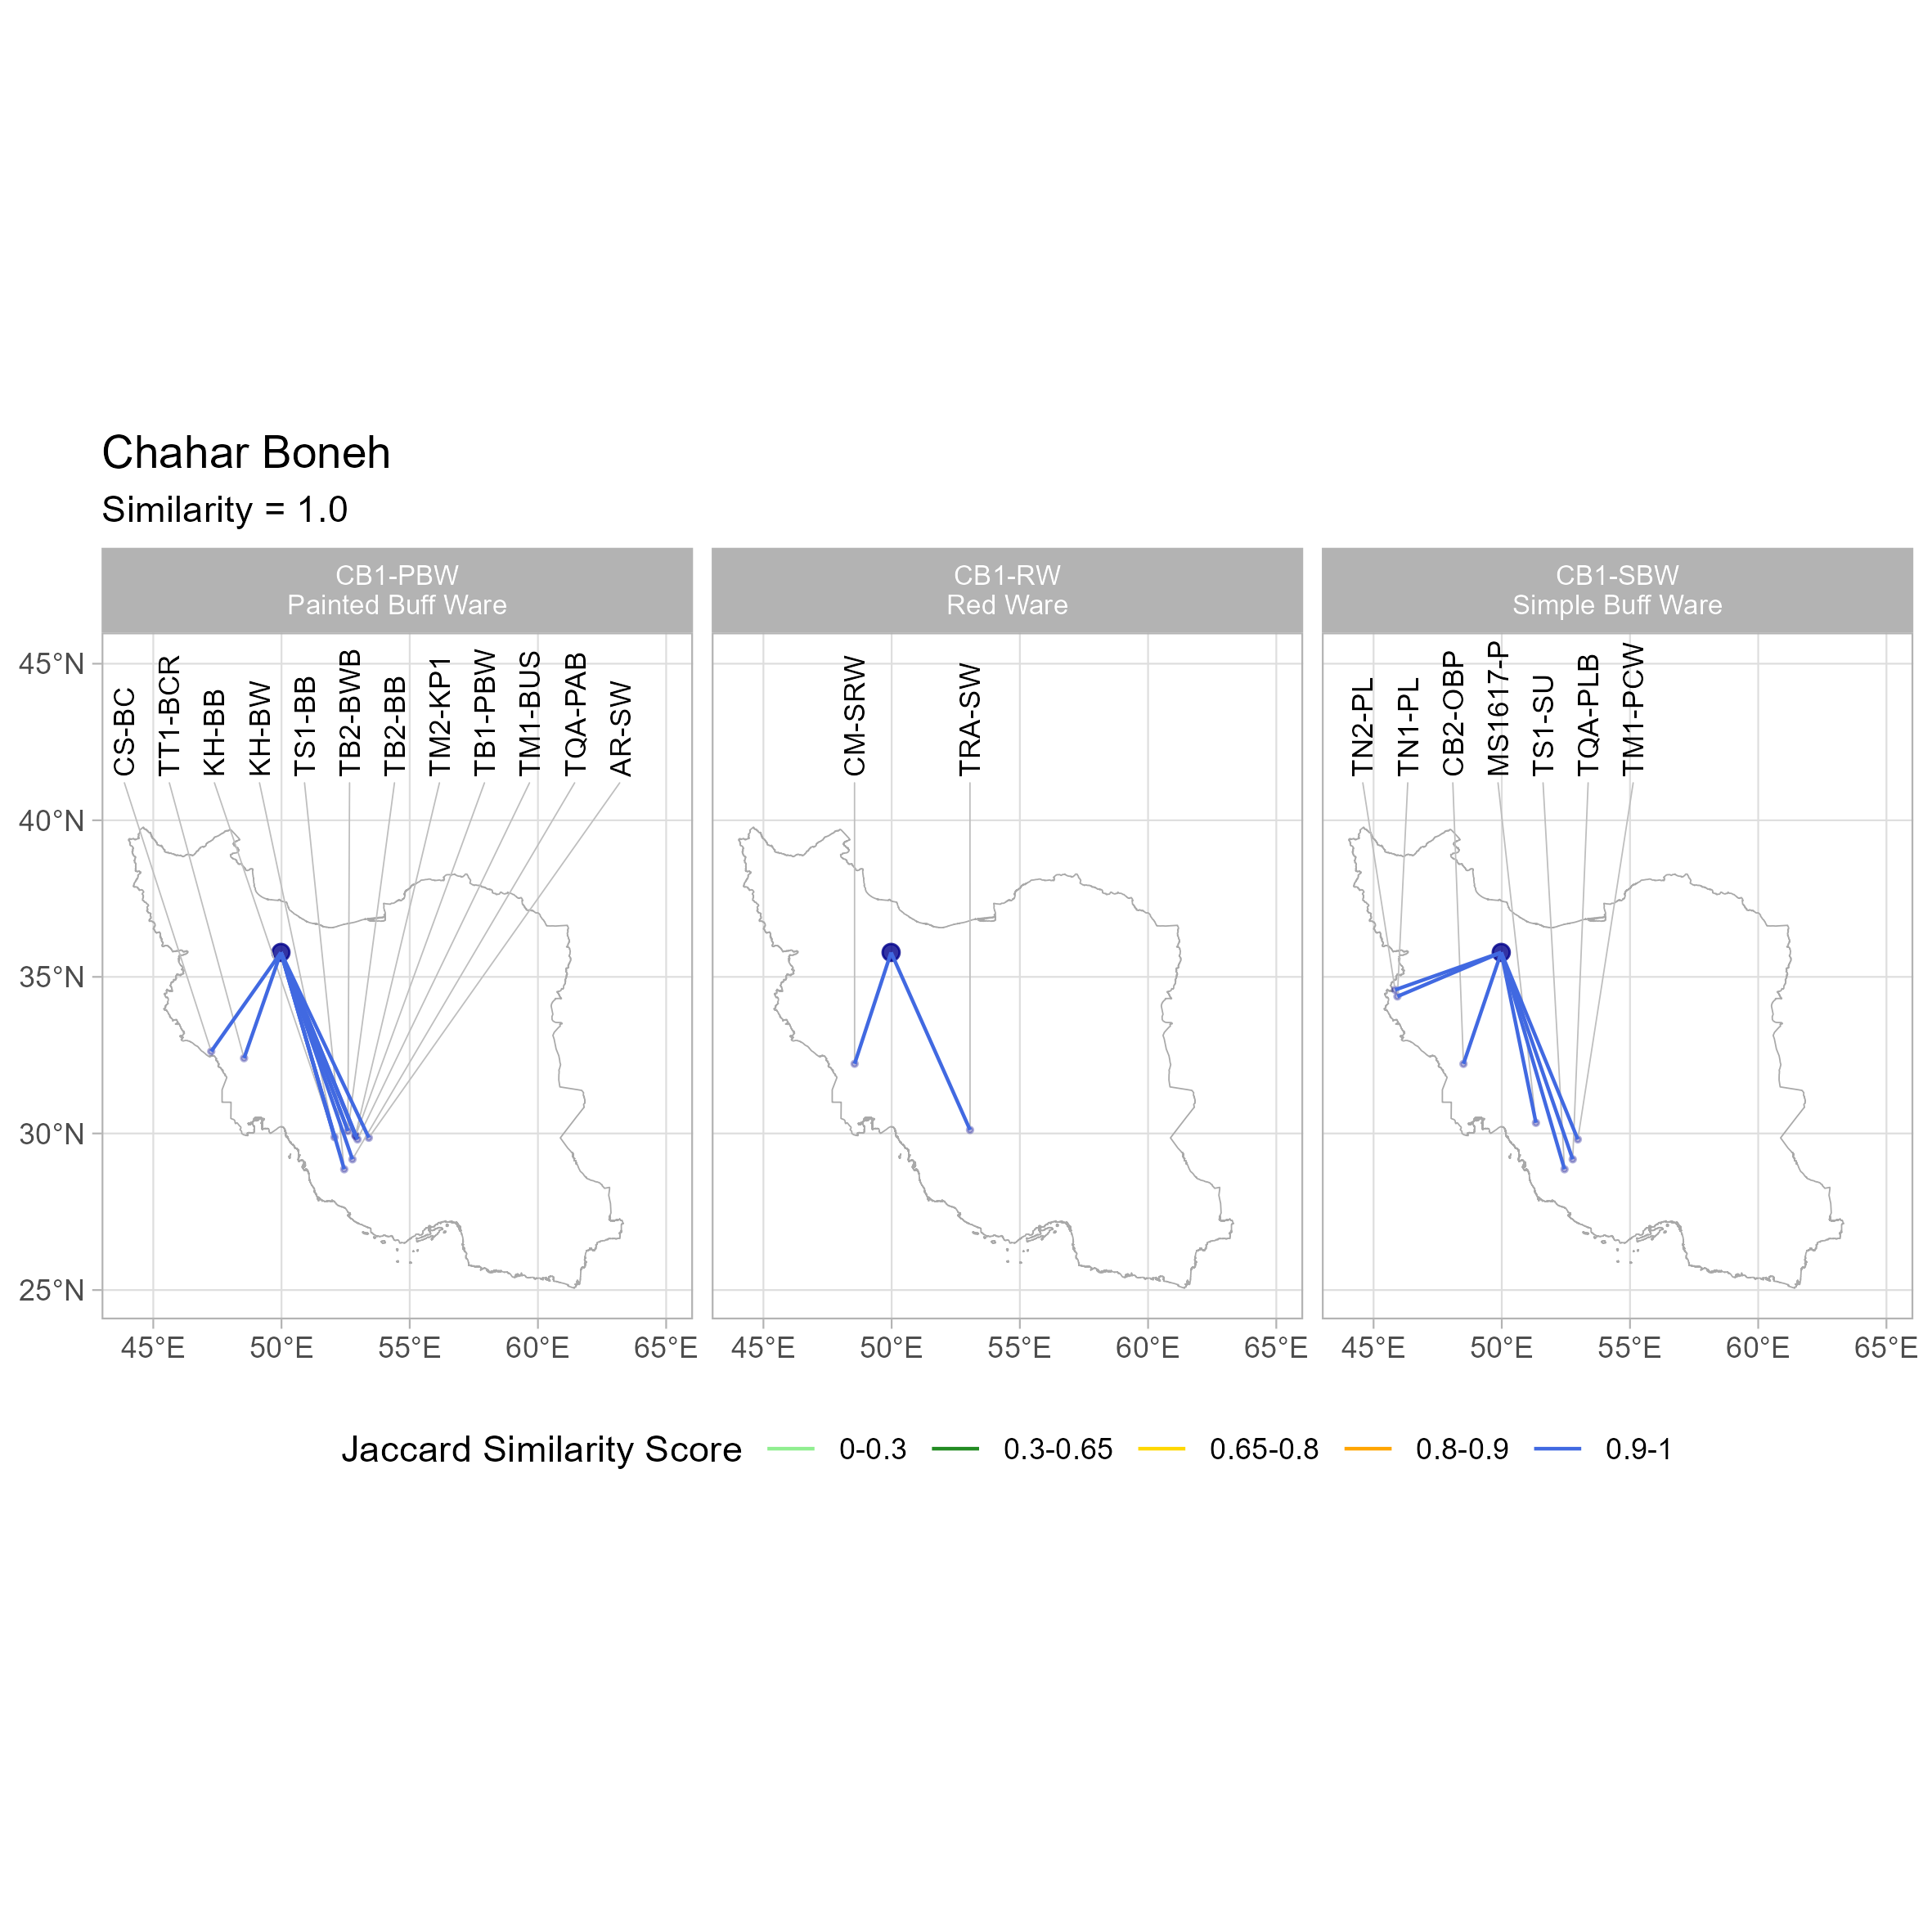 Chahar Boneh
Similarity = 1.0
CB1-PBW
Painted Buff Ware
CB1-RW
Red Ware
CB1-SBW
Simple Buff Ware
CS-BC
TT1-BCR
KH-BB
KH-BW
TS1-BB
TB2-BWB
TB2-BB
TM2-KP1
TB1-PBW
TM1-BUS
TQA-PAB
AR-SW
CM-SRW
TRA-SW
TN2-PL
TN1-PL
CB2-OBP
MS1617-P
TS1-SU
TQA-PLB
TM1-PCW
45°N
40°N
35°N
30°N
25°N
45°E 50°E 55°E 60°E 65°E 45°E 50°E 55°E 60°E 65°E 45°E 50°E 55°E 60°E 65°E
Jaccard Similarity Score 0-0.3 0.3-0.65 0.65-0.8 0.8-0.9 0.9-1